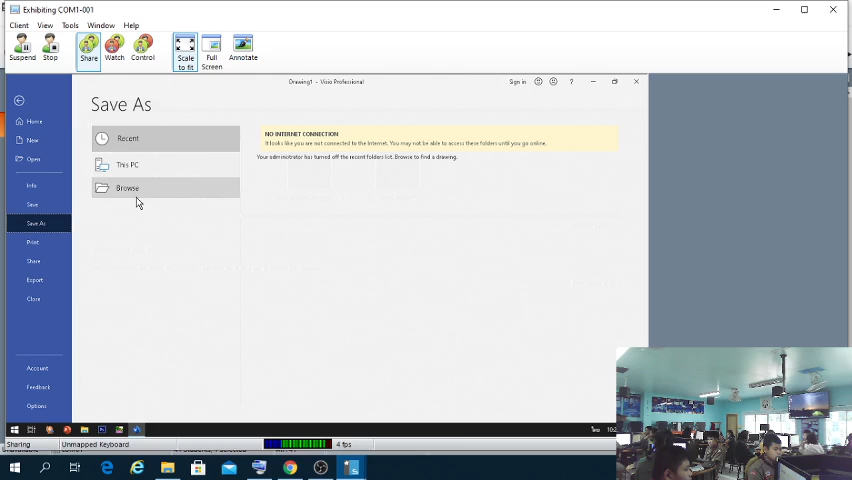 Exhibiting COM1-001
Client View Tools Window Help
Suspend Stop Share Watch Control Scale to fit Full Screen Annotate
Drawing1 - Visio Professional
Sign in ?
Save As
Home
New
Open
Info
Save
Save As
Print
Share
Export
Close
Account
Feedback
Options
Recent
This PC
Browse
NO INTERNET CONNECTION
It looks like you are not connected to the Internet. You may not be able to access these folders until you go online.
Your administrator has turned off the recent folders list. Browse to find a drawing.
Sharing Unmapped Keyboard 4 fps